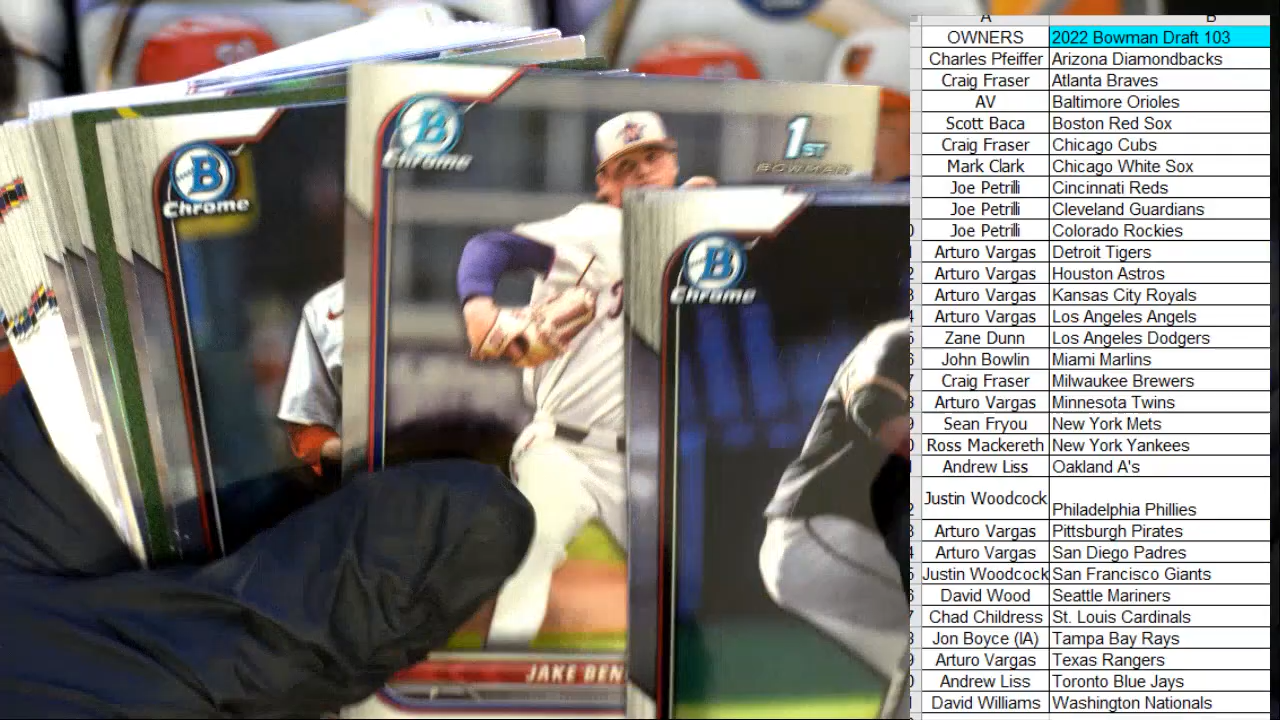 A B
OWNERS 2022 Bowman Draft 103
Charles Pfeiffer Arizona Diamondbacks
Craig Fraser Atlanta Braves
AV Baltimore Orioles
Scott Baca Boston Red Sox
Craig Fraser Chicago Cubs
Mark Clark Chicago White Sox
Joe Petrilli Cincinnati Reds
Joe Petrilli Cleveland Guardians
Joe Petrilli Colorado Rockies
Arturo Vargas Detroit Tigers
Arturo Vargas Houston Astros
Arturo Vargas Kansas City Royals
Arturo Vargas Los Angeles Angels
Zane Dunn Los Angeles Dodgers
John Bowlin Miami Marlins
Craig Fraser Milwaukee Brewers
Arturo Vargas Minnesota Twins
Sean Fryou New York Mets
Ross Mackereth New York Yankees
Andrew Liss Oakland A's
Justin Woodcock Philadelphia Phillies
Arturo Vargas Pittsburgh Pirates
Arturo Vargas San Diego Padres
Justin Woodcock San Francisco Giants
David Wood Seattle Mariners
Chad Childress St. Louis Cardinals
Jon Boyce (IA) Tampa Bay Rays
Arturo Vargas Texas Rangers
Andrew Liss Toronto Blue Jays
David Williams Washington Nationals
B
Chrome
1ST
BOWMAN
B
Chrome
B
Chrome
JAKE BEN